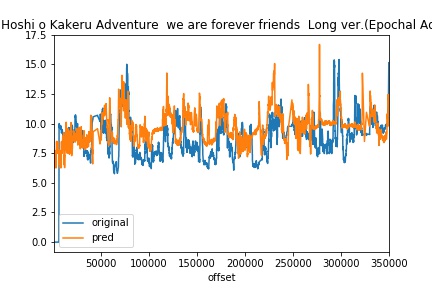 Hoshi o Kakeru Adventure  we are forever friends  Long ver.(Epochal Ad
17.5
15.0
12.5
10.0
7.5
5.0
2.5
0.0
original
pred
50000 100000 150000 200000 250000 300000 350000
offset